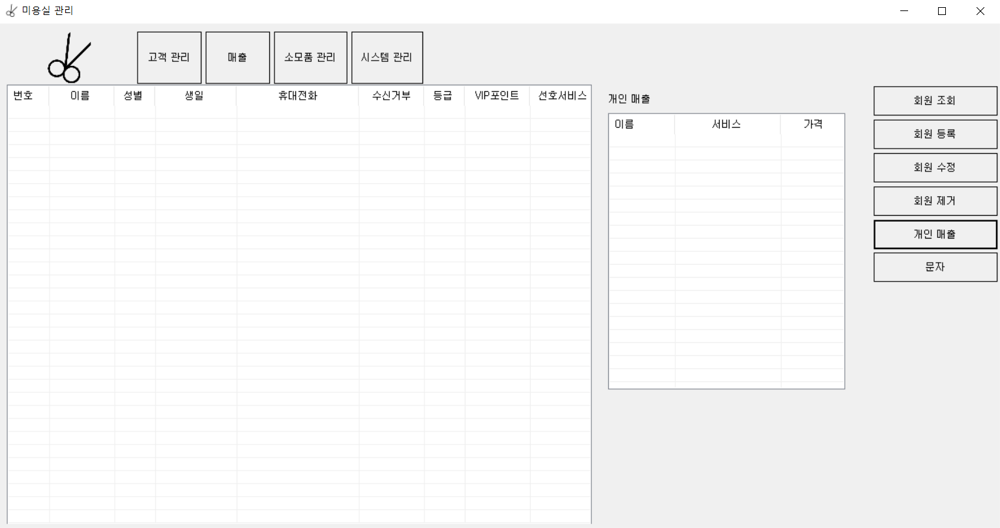 미용실 관리
고객 관리 매출 소모품 관리 시스템 관리
번호 이름 성별 생일 휴대전화 수신거부 등급 VIP포인트 선호서비스
개인 매출
이름 서비스 가격
회원 조회
회원 등록
회원 수정
회원 제거
개인 매출
문자